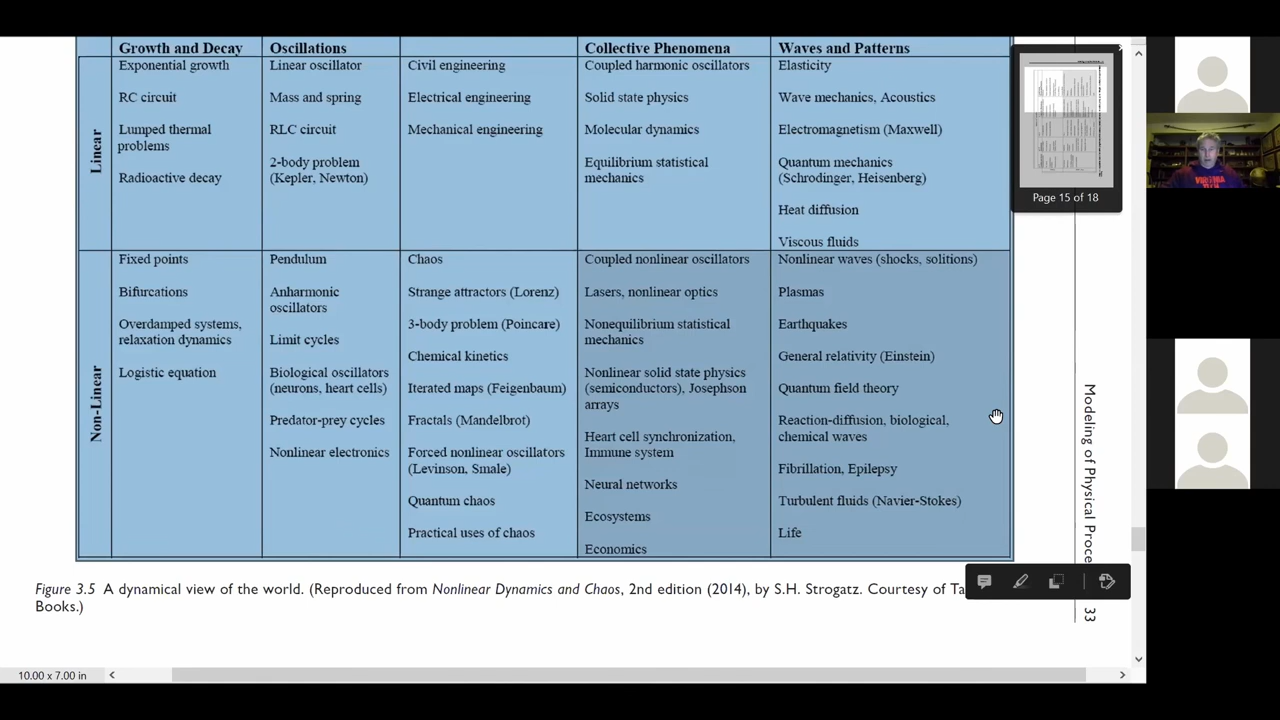 Growth and Decay
Oscillations
Collective Phenomena
Waves and Patterns
Linear
Exponential growth
RC circuit
Lumped thermal
problems
Radioactive decay
Linear oscillator
Mass and spring
RLC circuit
2-body problem
(Kepler, Newton)
Civil engineering
Electrical engineering
Mechanical engineering
Coupled harmonic oscillators
Solid state physics
Molecular dynamics
Equilibrium statistical
mechanics
Elasticity
Wave mechanics, Acoustics
Electromagnetism (Maxwell)
Quantum mechanics
(Schrodinger, Heisenberg)
Heat diffusion
Viscous fluids
Non-Linear
Fixed points
Bifurcations
Overdamped systems,
relaxation dynamics
Logistic equation
Pendulum
Anharmonic
oscillators
Limit cycles
Biological oscillators
(neurons, heart cells)
Predator-prey cycles
Nonlinear electronics
Chaos
Strange attractors (Lorenz)
3-body problem (Poincare)
Chemical kinetics
Iterated maps (Feigenbaum)
Fractals (Mandelbrot)
Forced nonlinear oscillators
(Levinson, Smale)
Quantum chaos
Practical uses of chaos
Coupled nonlinear oscillators
Lasers, nonlinear optics
Nonequilibrium statistical
mechanics
Nonlinear solid state physics
(semiconductors), Josephson
arrays
Heart cell synchronization,
Immune system
Neural networks
Ecosystems
Economics
Nonlinear waves (shocks, solitions)
Plasmas
Earthquakes
General relativity (Einstein)
Quantum field theory
Reaction-diffusion, biological,
chemical waves
Fibrillation, Epilepsy
Turbulent fluids (Navier-Stokes)
Life
Figure 3.5 A dynamical view of the world. (Reproduced from Nonlinear Dynamics and Chaos, 2nd edition (2014), by S.H. Strogatz. Courtesy of Ta
Books.)
Page 15 of 18
Modeling of Physical Proce
33
10.00 x 7.00 in
VIRGINIA
TECH